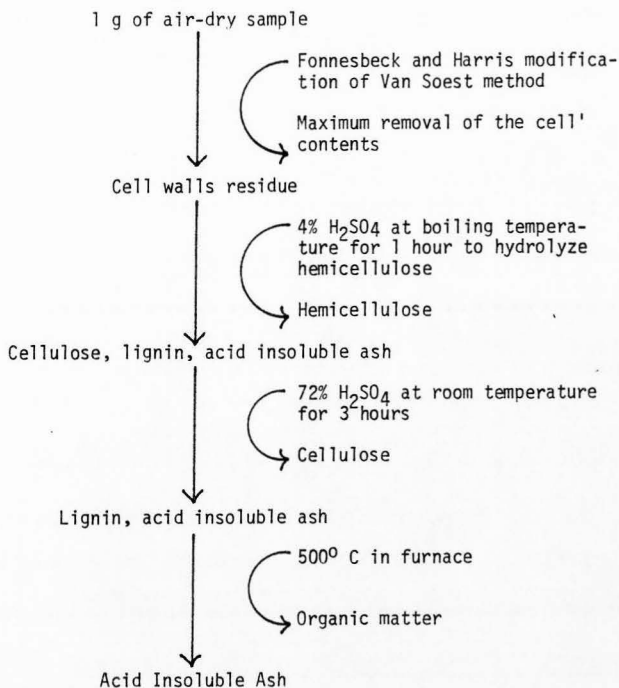 1 g of air-dry sample
Fonnesbeck and Harris modifica-
tion of Van Soest method
Maximum removal of the cell'
contents
Cell walls residue
4% H2SO4 at boiling tempera-
ture for 1 hour to hydrolyze
hemicellulose
Hemicellulose
Cellulose, lignin, acid insoluble ash
72% H2SO4 at room temperature
for 3 hours
Cellulose
Lignin, acid insoluble ash
500⁰ C in furnace
Organic matter
Acid Insoluble Ash